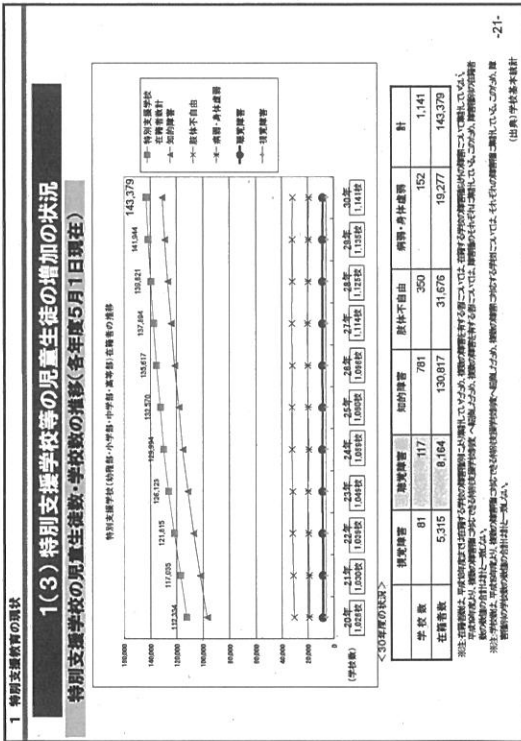 1 特別支援教育の現状
1(3) 特別支援学校等の児童生徒の増加の状況
特別支援学校の児童生徒数・学校数の推移(各年度5月1日現在)
特別支援学校(幼稚部・小学部・中学部・高等部)在籍者の推移
160,000
140,000
120,000
100,000
80,000
60,000
40,000
20,000
0
112,334
117,035
121,815
126,123
129,994
132,570
135,617
137,894
139,821
141,944
143,379
特別支援学校
在籍者数計
知的障害
肢体不自由
病弱・身体虚弱
聴覚障害
視覚障害
20年 21年 22年 23年 24年 25年 26年 27年 28年 29年 30年
(学校数) 1,026校 1,030校 1,039校 1,049校 1,059校 1,080校 1,096校 1,114校 1,125校 1,135校 1,141校
<30年度の状況>
視覚障害 聴覚障害 知的障害 肢体不自由 病弱・身体虚弱 計
学校数 81 117 781 350 152 1,141
在籍者数 5,315 8,164 130,817 31,676 19,277 143,379
(出典)学校基本統計
-21-